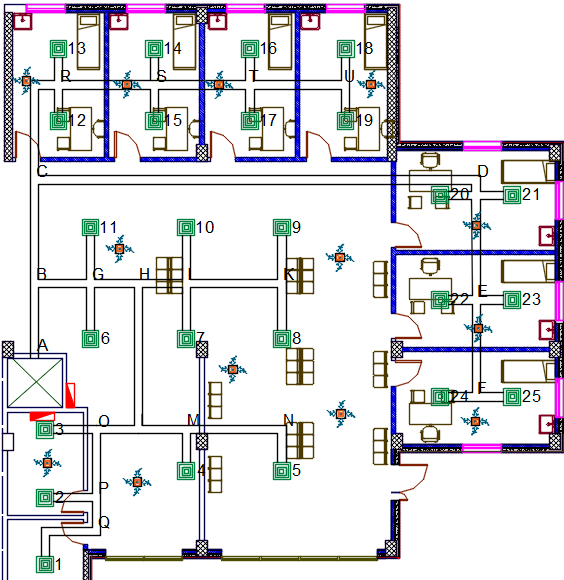 13 14 16 18
R S T U
12 15 17 19
C D
20 21
11 10 9
B G H L K
22 E 23
A 6 7 8
24 F 25
3 O I M N
4 5
2 P
Q
1